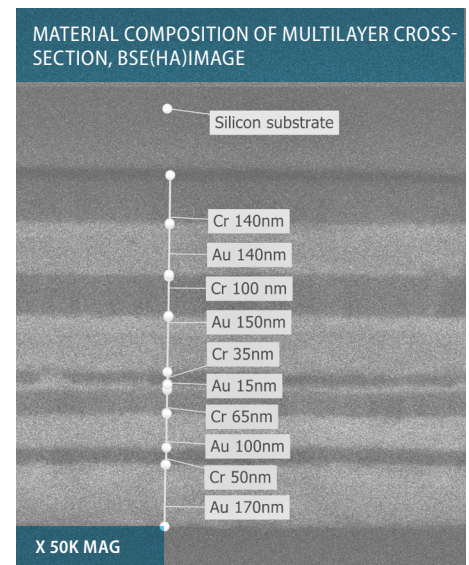 MATERIAL COMPOSITION OF MULTILAYER CROSS-
SECTION, BSE(HA)IMAGE
Silicon substrate
Cr 140nm
Au 140nm
Cr 100 nm
Au 150nm
Cr 35nm
Au 15nm
Cr 65nm
Au 100nm
Cr 50nm
Au 170nm
X 50K MAG